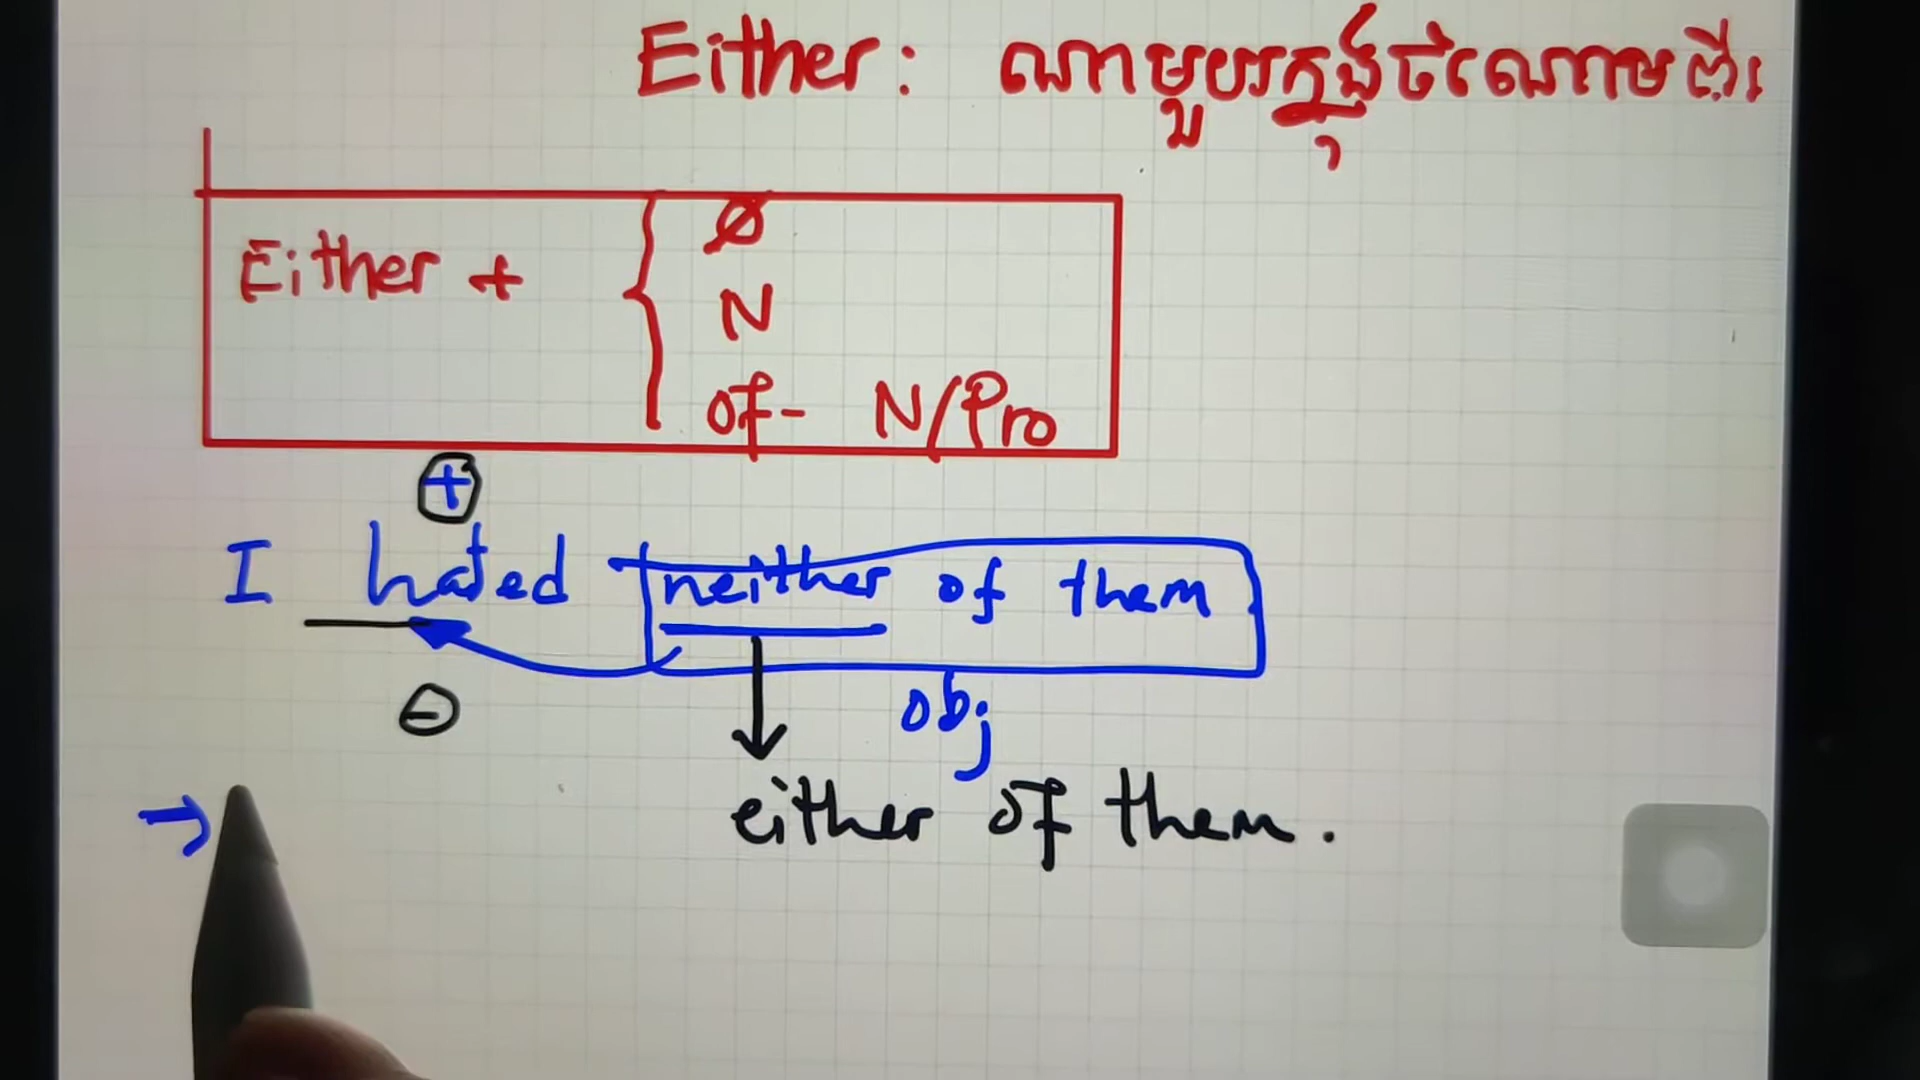 Either: ណាមួយក្នុងចំណោមពីរ
Ø
Either + N
of- N/Pro
+
I hated neither of them
⊖
obj
→ either of them.